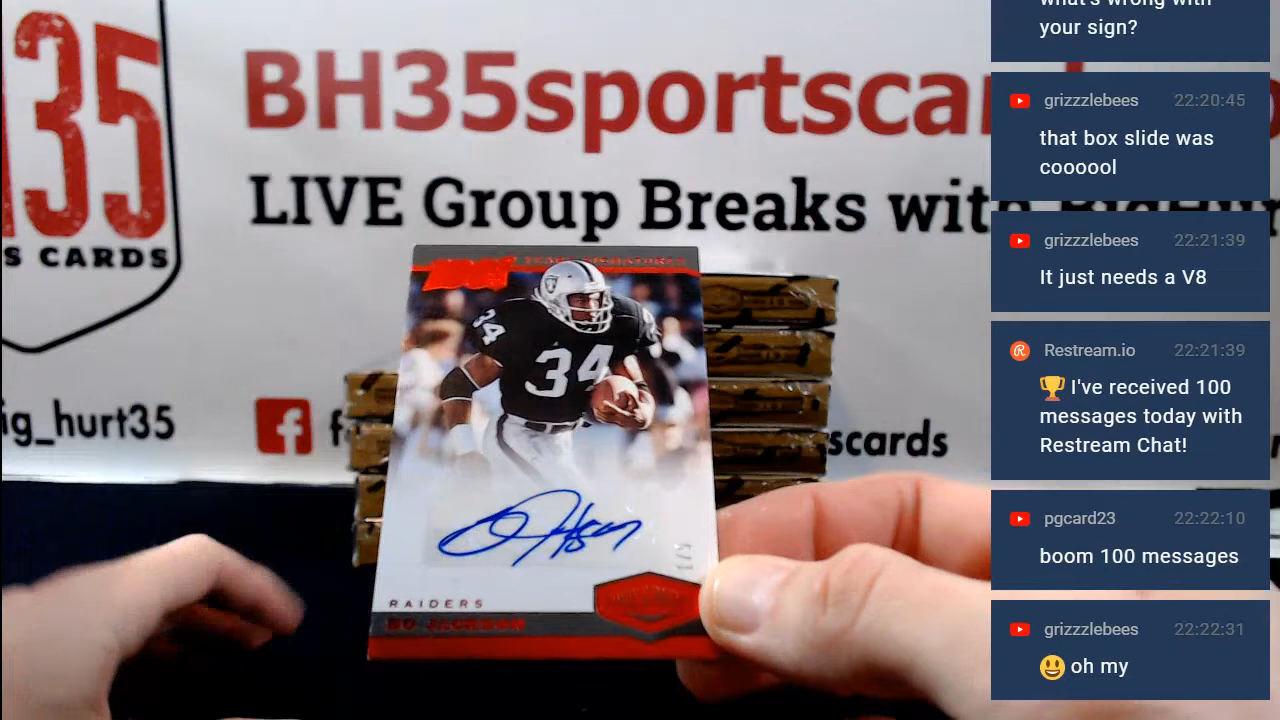 35
S CARDS
BH35sportsca
LIVE Group Breaks with
ig_hurt35
f
scards
34
34
RAIDERS
BO JACKSON
what's wrong with
your sign?
grizzzlebees 22:20:45
that box slide was
coooool
grizzzlebees 22:21:39
It just needs a V8
Restream.io 22:21:39
🏆 I've received 100
messages today with
Restream Chat!
pgcard23 22:22:10
boom 100 messages
grizzzlebees 22:22:31
😃 oh my